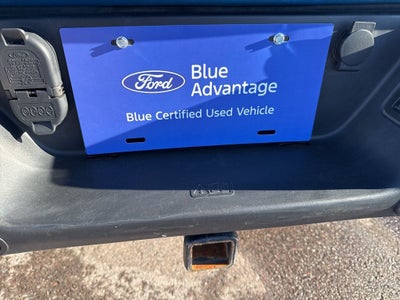 Ford
Blue
Advantage
Blue Certified Used Vehicle